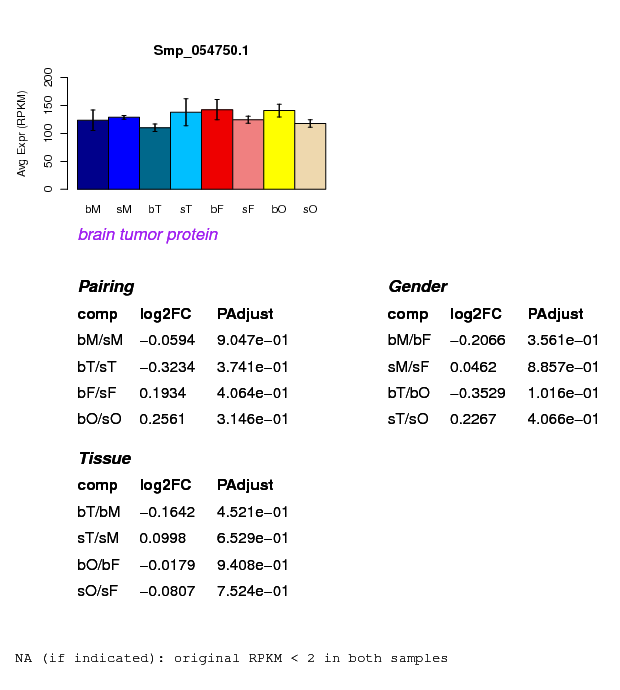 Smp_054750.1
Avg Expr (RPKM)
200
150
100
50
0
bM sM bT sT bF sF bO sO
brain tumor protein
Pairing
comp log2FC PAdjust
bM/sM −0.0594 9.047e−01
bT/sT −0.3234 3.741e−01
bF/sF 0.1934 4.064e−01
bO/sO 0.2561 3.146e−01
Gender
comp log2FC PAdjust
bM/bF −0.2066 3.561e−01
sM/sF 0.0462 8.857e−01
bT/bO −0.3529 1.016e−01
sT/sO 0.2267 4.066e−01
Tissue
comp log2FC PAdjust
bT/bM −0.1642 4.521e−01
sT/sM 0.0998 6.529e−01
bO/bF −0.0179 9.408e−01
sO/sF −0.0807 7.524e−01
NA (if indicated): original RPKM < 2 in both samples